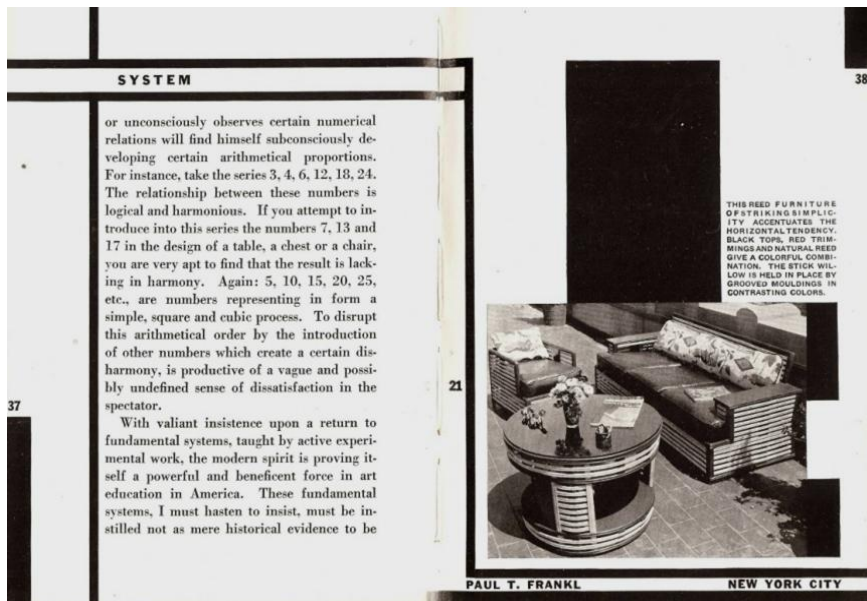 SYSTEM
or unconsciously observes certain numerical
relations will find himself subconsciously de-
veloping certain arithmetical proportions.
For instance, take the series 3, 4, 6, 12, 18, 24.
The relationship between these numbers is
logical and harmonious. If you attempt to in-
troduce into this series the numbers 7, 13 and
17 in the design of a table, a chest or a chair,
you are very apt to find that the result is lack-
ing in harmony. Again: 5, 10, 15, 20, 25,
etc., are numbers representing in form a
simple, square and cubic process. To disrupt
this arithmetical order by the introduction
of other numbers which create a certain dis-
harmony, is productive of a vague and possi-
bly undefined sense of dissatisfaction in the
spectator.
With valiant insistence upon a return to
fundamental systems, taught by active experi-
mental work, the modern spirit is proving it-
self a powerful and beneficent force in art
education in America. These fundamental
systems, I must hasten to insist, must be in-
stilled not as mere historical evidence to be
37
21
38
THIS REED FURNITURE
OF STRIKING SIMPLIC-
ITY ACCENTUATES THE
HORIZONTAL TENDENCY.
BLACK TOPS, RED TRIM-
MINGS AND NATURAL REED
GIVE A COLORFUL COMBI-
NATION. THE STICK WIL-
LOW IS HELD IN PLACE BY
GROOVED MOULDINGS IN
CONTRASTING COLORS.
PAUL T. FRANKL
NEW YORK CITY